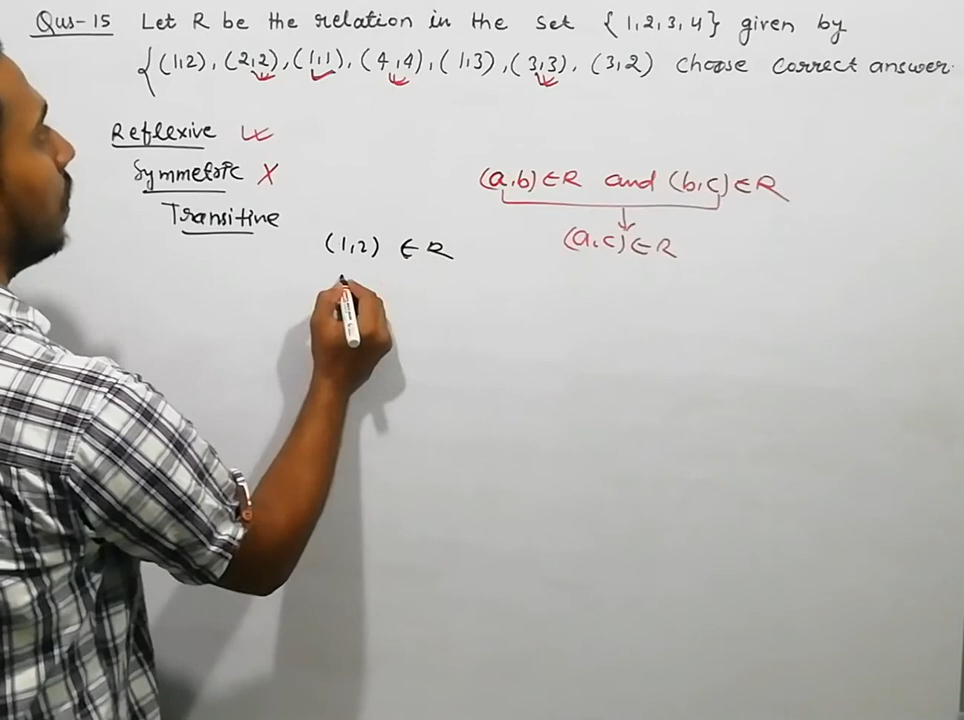 Qus-15 Let R be the relation in the set {1,2,3,4} given by
{(1,2), (2,2), (1,1), (4,4), (1,3), (3,3), (3,2) choose correct answer.
Reflexive ✓
Symmetric X
Transitive
(a,b)∈R and (b,c)∈R
(a,c)∈R
(1,2) ∈ R